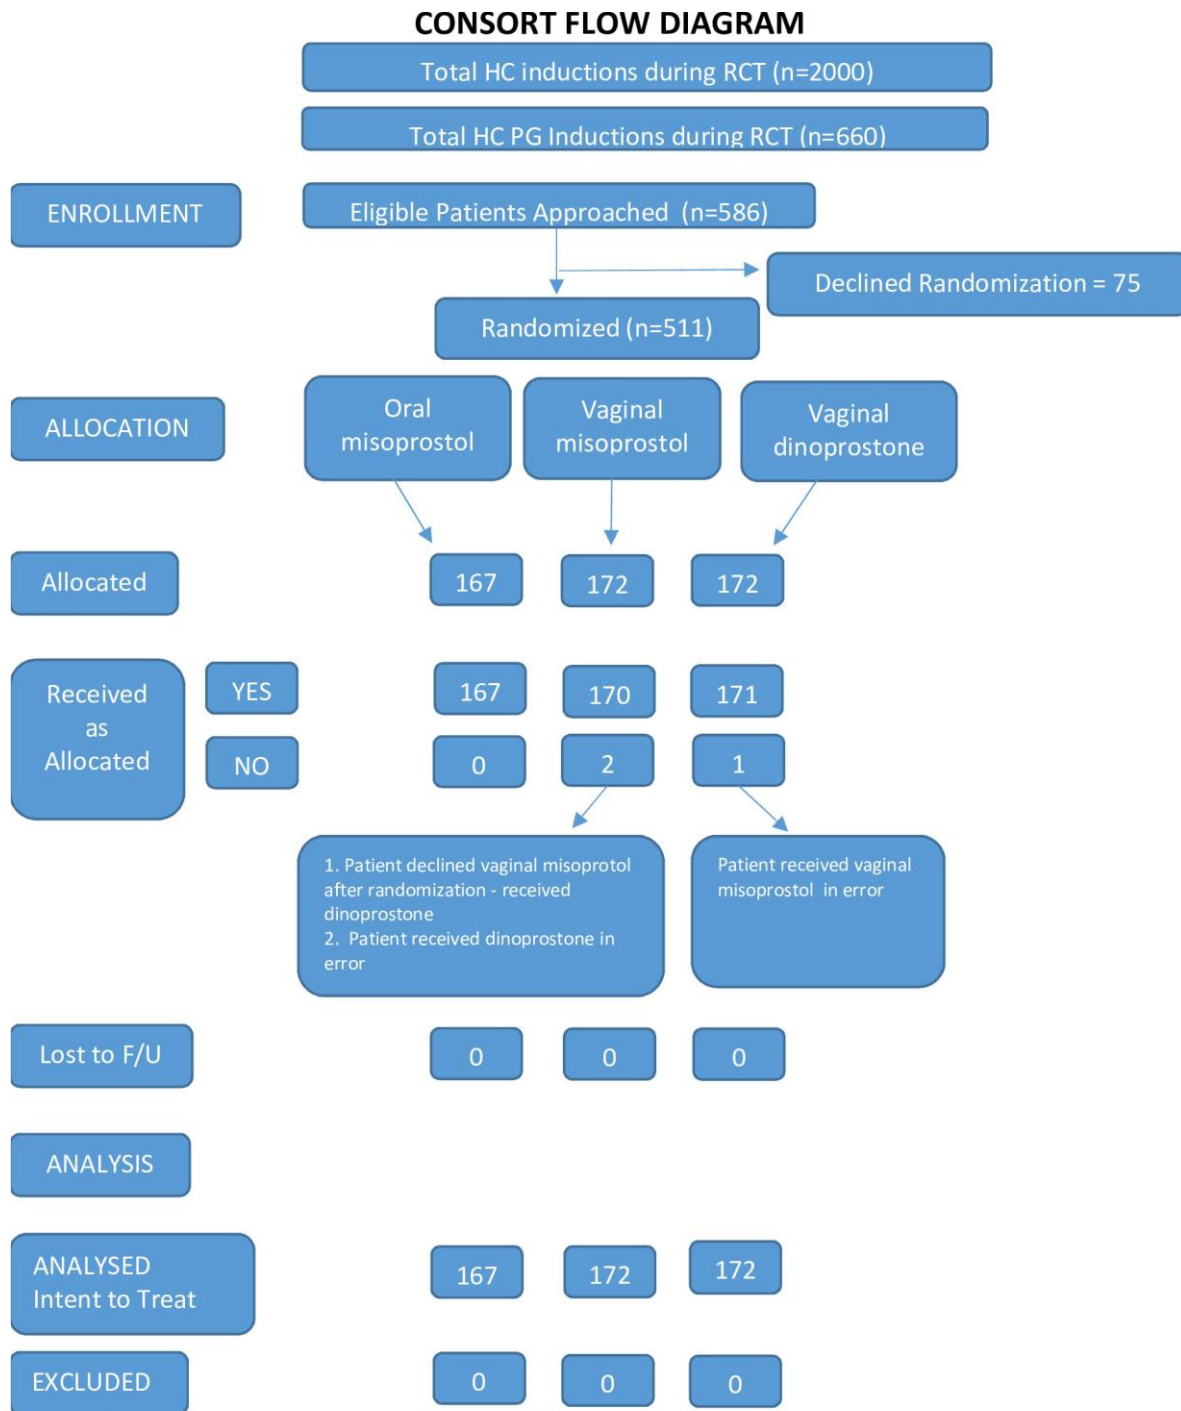 CONSORT FLOW DIAGRAM
Total HC inductions during RCT (n=2000)
Total HC PG Inductions during RCT (n=660)
ENROLLMENT
Eligible Patients Approached (n=586)
Declined Randomization = 75
Randomized (n=511)
ALLOCATION
Oral
misoprostol
Vaginal
misoprostol
Vaginal
dinoprostone
Allocated
167
172
172
Received
as
Allocated
YES
167
170
171
NO
0
2
1
1. Patient declined vaginal misoprotol
after randomization - received
dinoprostone
2. Patient received dinoprostone in
error
Patient received vaginal
misoprostol in error
Lost to F/U
0
0
0
ANALYSIS
ANALYSED
Intent to Treat
167
172
172
EXCLUDED
0
0
0